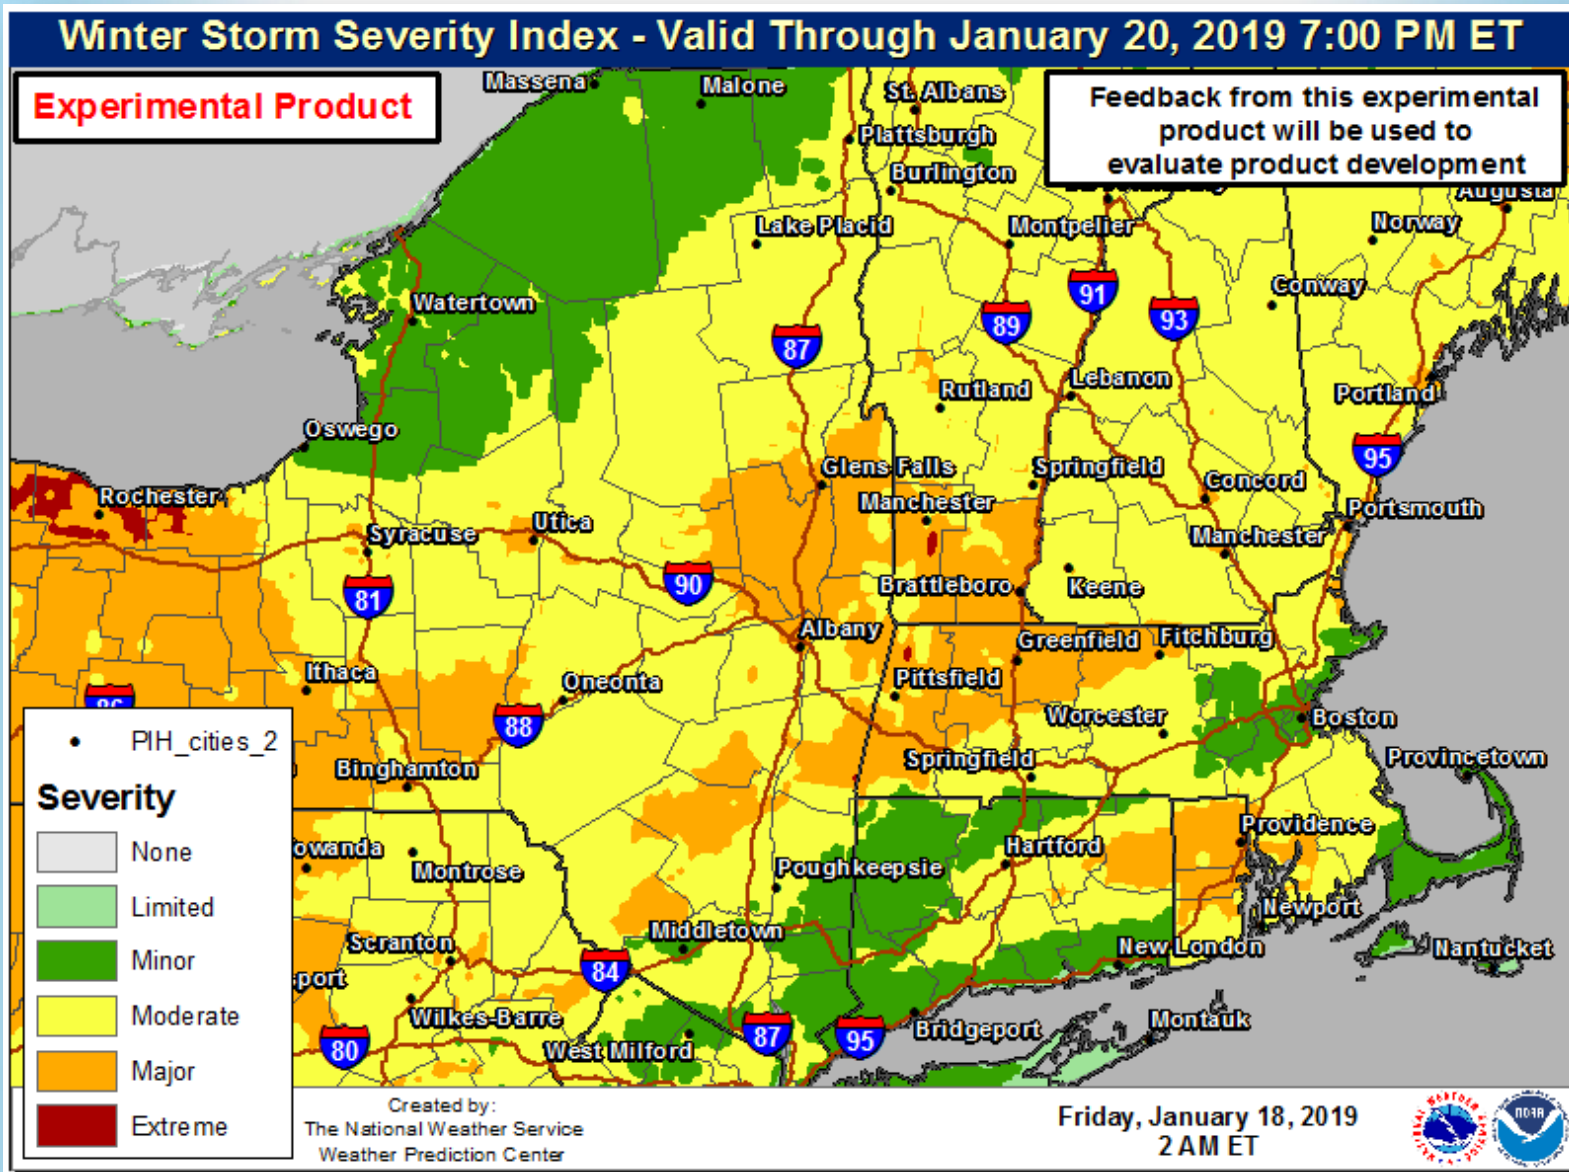 Winter Storm Severity Index - Valid Through January 20, 2019 7:00 PM ET
Experimental Product
Feedback from this experimental
product will be used to
evaluate product development
Massena
Malone
St. Albans
Plattsburgh
Burlington
Augusta
Norway
Lake Placid
Montpelier
Conway
91
Watertown
89
93
87
Lebanon
Rutland
Portland
Oswego
95
Glens Falls
Springfield
Concord
Rochester
Manchester
Portsmouth
Utica
Syracuse
Manchester
90
Brattleboro
Keene
81
Albany
Greenfield
Fitchburg
Ithaca
Oneonta
Pittsfield
86
88
Worcester
Boston
Springfield
Provincetown
Binghamton
Providence
Hartford
owanda
Montrose
Poughkeepsie
Newport
Middletown
Scranton
New London
Nantucket
84
sport
Wilkes-Barre
Montauk
Bridgeport
87
95
80
West Milford
PIH_cities_2
Severity
None
Limited
Minor
Moderate
Major
Extreme
Created by:
The National Weather Service
Weather Prediction Center
Friday, January 18, 2019
2 AM ET
NOAA